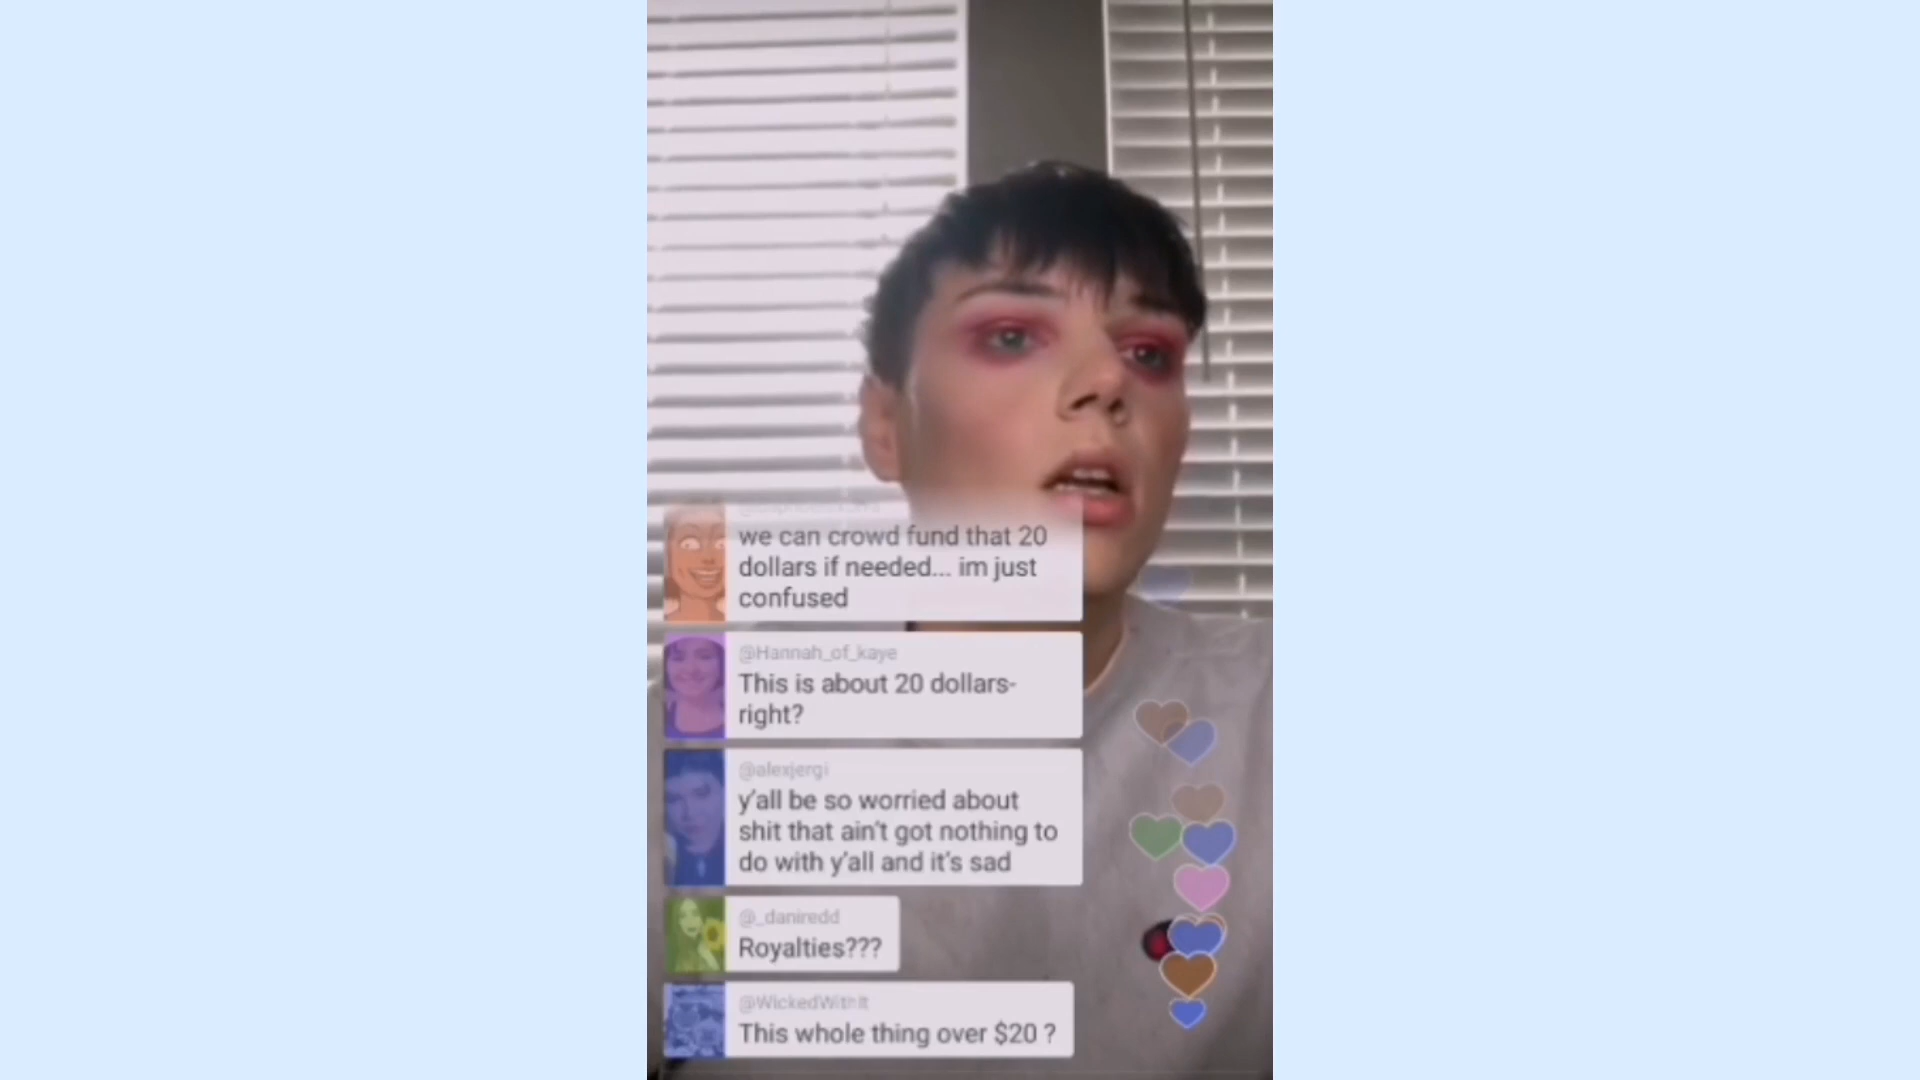 we can crowd fund that 20
dollars if needed... im just
confused
@Hannah_of_kaye
This is about 20 dollars-
right?
@alexjergi
y'all be so worried about
shit that ain't got nothing to
do with y'all and it's sad
@_daniredd
Royalties???
@WickedWithIt
This whole thing over $20 ?